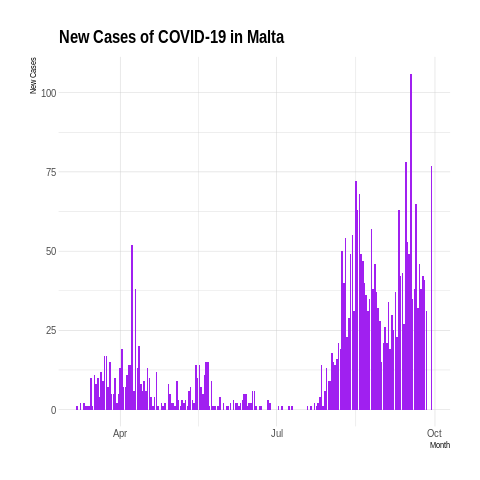 New Cases of COVID-19 in Malta
New Cases
100
75
50
25
0
Apr
Jul
Oct
Month